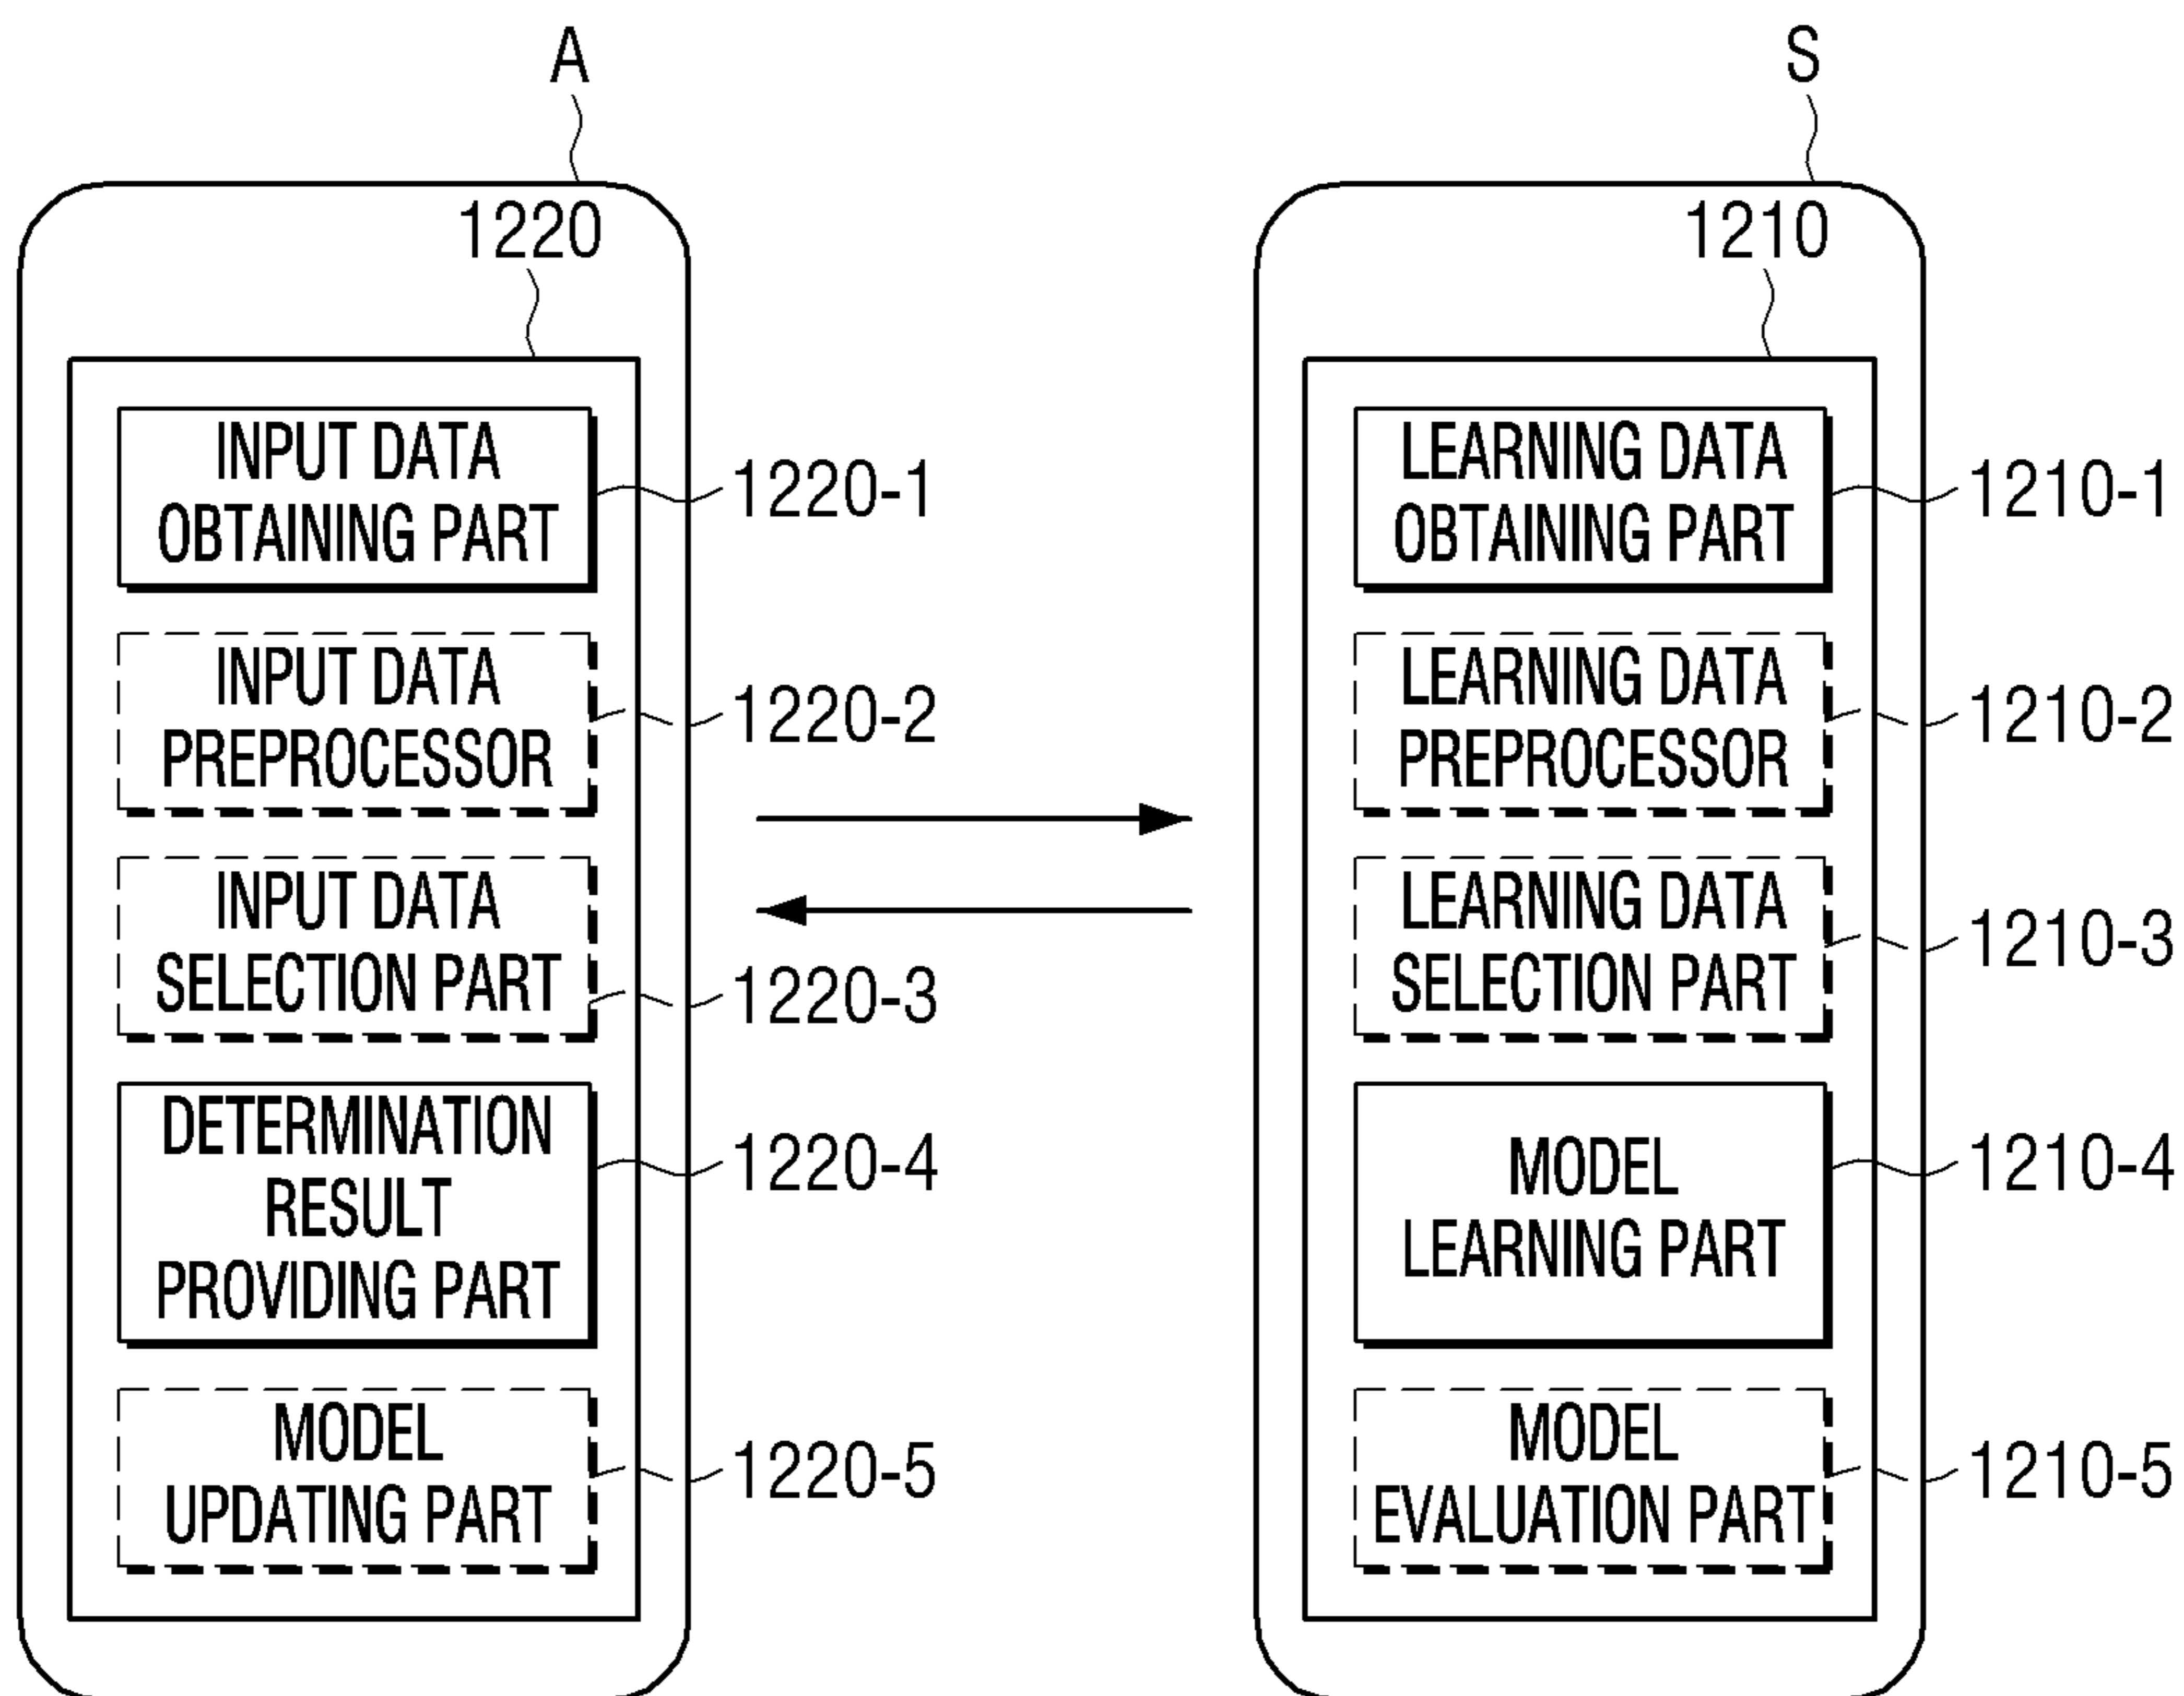 A
1220
INPUT DATA
OBTAINING PART
1220-1
INPUT DATA
PREPROCESSOR
1220-2
INPUT DATA
SELECTION PART
1220-3
DETERMINATION
RESULT
PROVIDING PART
1220-4
MODEL
UPDATING PART
1220-5
S
1210
LEARNING DATA
OBTAINING PART
1210-1
LEARNING DATA
PREPROCESSOR
1210-2
LEARNING DATA
SELECTION PART
1210-3
MODEL
LEARNING PART
1210-4
MODEL
EVALUATION PART
1210-5